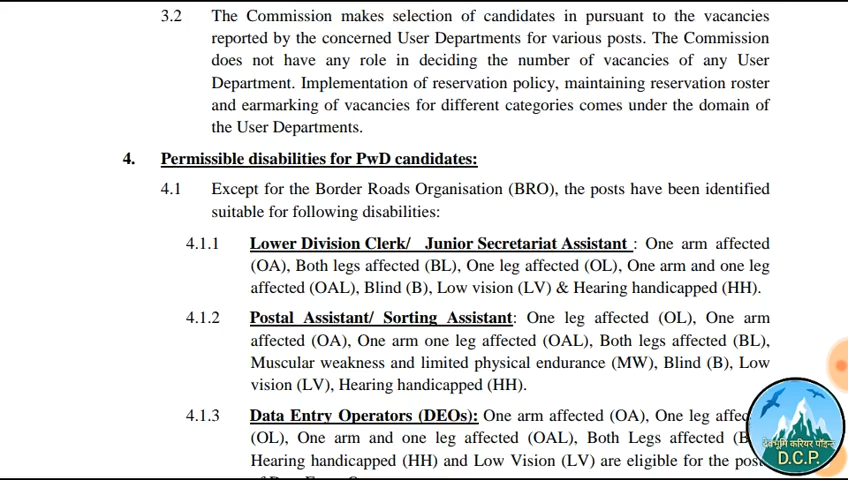 3.2 The Commission makes selection of candidates in pursuant to the vacancies
reported by the concerned User Departments for various posts. The Commission
does not have any role in deciding the number of vacancies of any User
Department. Implementation of reservation policy, maintaining reservation roster
and earmarking of vacancies for different categories comes under the domain of
the User Departments.
4. Permissible disabilities for PwD candidates:
4.1 Except for the Border Roads Organisation (BRO), the posts have been identified
suitable for following disabilities:
4.1.1 Lower Division Clerk/ Junior Secretariat Assistant : One arm affected
(OA), Both legs affected (BL), One leg affected (OL), One arm and one leg
affected (OAL), Blind (B), Low vision (LV) & Hearing handicapped (HH).
4.1.2 Postal Assistant/ Sorting Assistant: One leg affected (OL), One arm
affected (OA), One arm one leg affected (OAL), Both legs affected (BL),
Muscular weakness and limited physical endurance (MW), Blind (B), Low
vision (LV), Hearing handicapped (HH).
4.1.3 Data Entry Operators (DEOs): One arm affected (OA), One leg
(OL), One arm and one leg affected (OAL), Both Legs affected
Hearing handicapped (HH) and Low Vision (LV) are eligible for the
देवभूमि करियर पॉइन्ट
D.C.P.